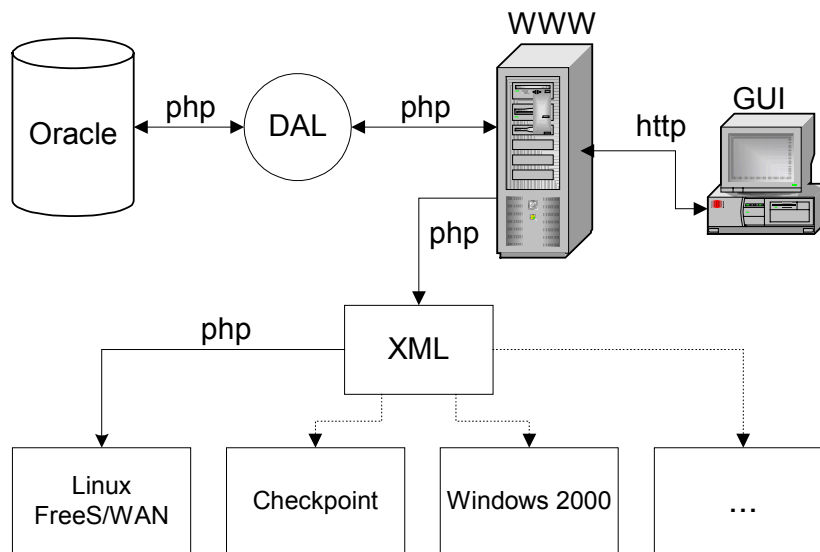 WWW
GUI
Oracle
php
DAL
php
http
php
php
XML
Linux
FreeS/WAN
Checkpoint
Windows 2000
...